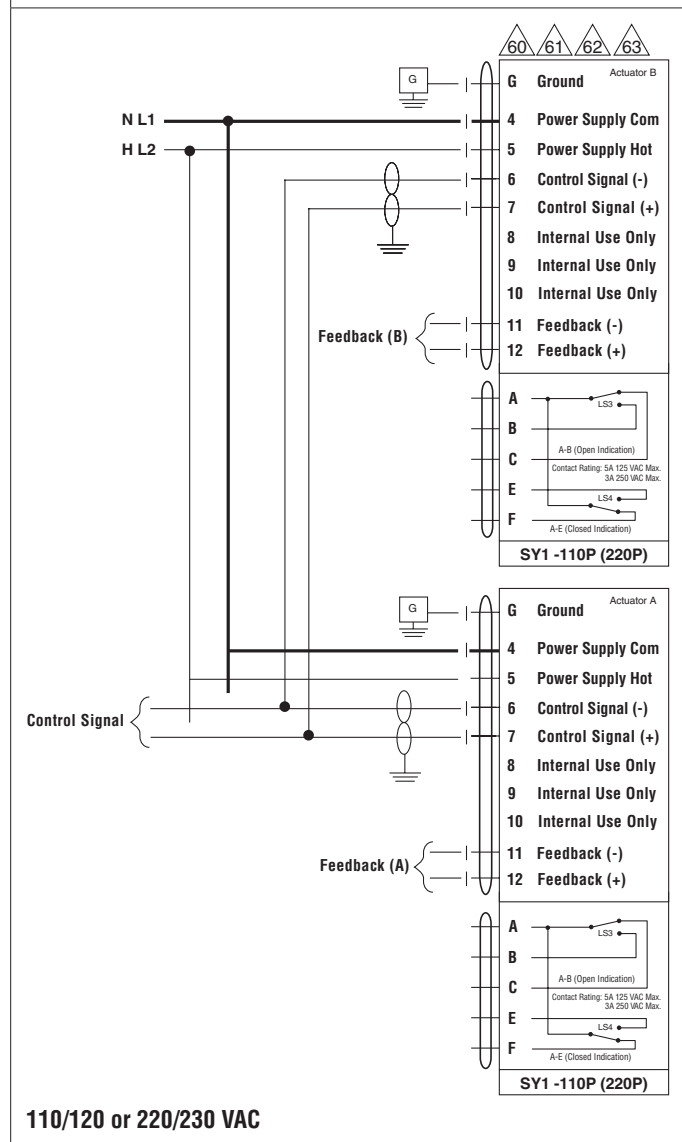 60 61 62 63
Actuator B
G
G Ground
N L1
4 Power Supply Com
H L2
5 Power Supply Hot
6 Control Signal (-)
7 Control Signal (+)
8 Internal Use Only
9 Internal Use Only
10 Internal Use Only
Feedback (B)
11 Feedback (-)
12 Feedback (+)
A
LS3
B
A-B (Open Indication)
C
Contact Rating: 5A 125 VAC Max.
3A 250 VAC Max.
E
LS4
F
A-E (Closed Indication)
SY1 -110P (220P)
Actuator A
G
G Ground
4 Power Supply Com
5 Power Supply Hot
Control Signal
6 Control Signal (-)
7 Control Signal (+)
8 Internal Use Only
9 Internal Use Only
10 Internal Use Only
Feedback (A)
11 Feedback (-)
12 Feedback (+)
A
LS3
B
A-B (Open Indication)
C
Contact Rating: 5A 125 VAC Max.
3A 250 VAC Max.
E
LS4
F
A-E (Closed Indication)
SY1 -110P (220P)
110/120 or 220/230 VAC